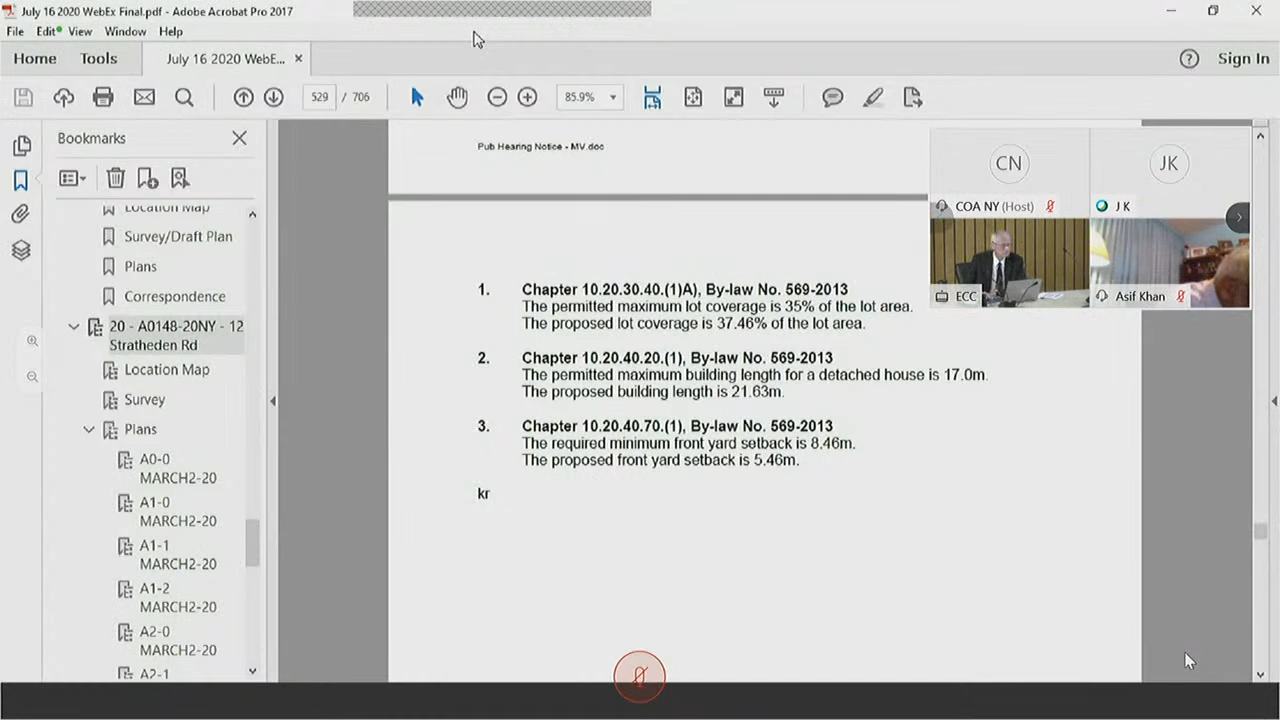 July 16 2020 WebEx Final.pdf - Adobe Acrobat Pro 2017
File Edit View Window Help
Home Tools July 16 2020 WebE... × Sign In
529 / 706 85.9%
Bookmarks
Location Map
Survey/Draft Plan
Plans
Correspondence
20 - A0148-20NY - 12
Stratheden Rd
Location Map
Survey
Plans
A0-0
MARCH2-20
A1-0
MARCH2-20
A1-1
MARCH2-20
A1-2
MARCH2-20
A2-0
MARCH2-20
A2-1
Pub Hearing Notice - MV.doc
1. Chapter 10.20.30.40.(1)A), By-law No. 569-2013
The permitted maximum lot coverage is 35% of the lot area.
The proposed lot coverage is 37.46% of the lot area.
2. Chapter 10.20.40.20.(1), By-law No. 569-2013
The permitted maximum building length for a detached house is 17.0m.
The proposed building length is 21.63m.
3. Chapter 10.20.40.70.(1), By-law No. 569-2013
The required minimum front yard setback is 8.46m.
The proposed front yard setback is 5.46m.
kr
CN
COA NY (Host)
JK
J K
ECC
Asif Khan